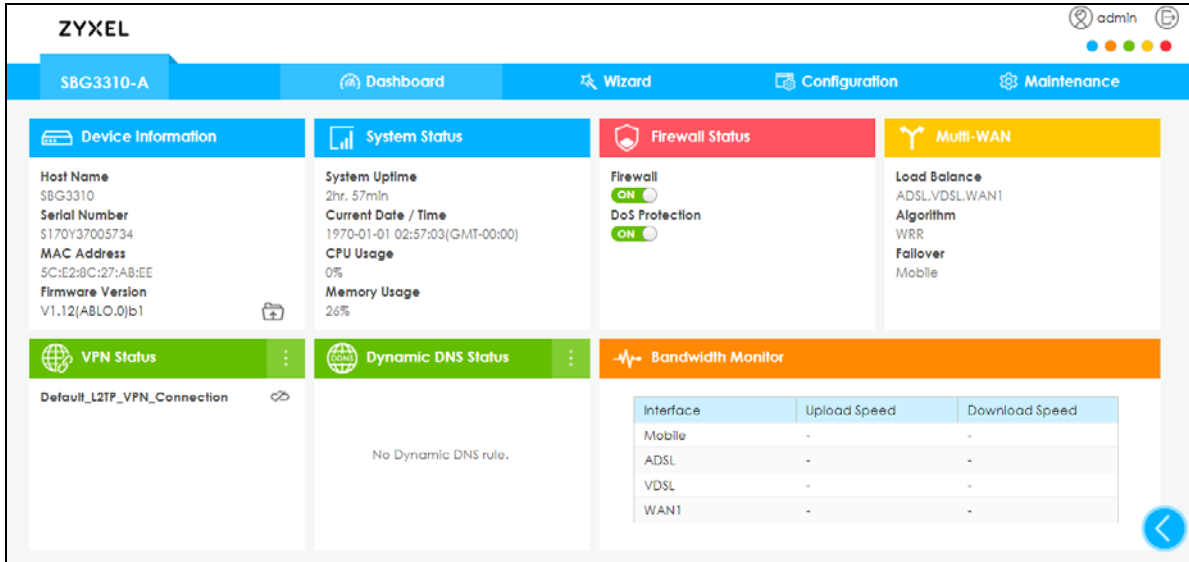 ZYXEL
admin
SBG3310-A
Dashboard
Wizard
Configuration
Maintenance
Device Information
Host Name
SBG3310
Serial Number
S170Y37005734
MAC Address
5C:E2:8C:27:AB:EE
Firmware Version
V1.12(ABLO.0)b1
System Status
System Uptime
2hr, 57min
Current Date / Time
1970-01-01 02:57:03(GMT-00:00)
CPU Usage
0%
Memory Usage
26%
Firewall Status
Firewall
ON
DoS Protection
ON
Multi-WAN
Load Balance
ADSL,VDSL,WAN1
Algorithm
WRR
Failover
Mobile
VPN Status
Default_L2TP_VPN_Connection
DDNS
Dynamic DNS Status
No Dynamic DNS rule.
Bandwidth Monitor
Interface Upload Speed Download Speed
Mobile - -
ADSL - -
VDSL - -
WAN1 - -